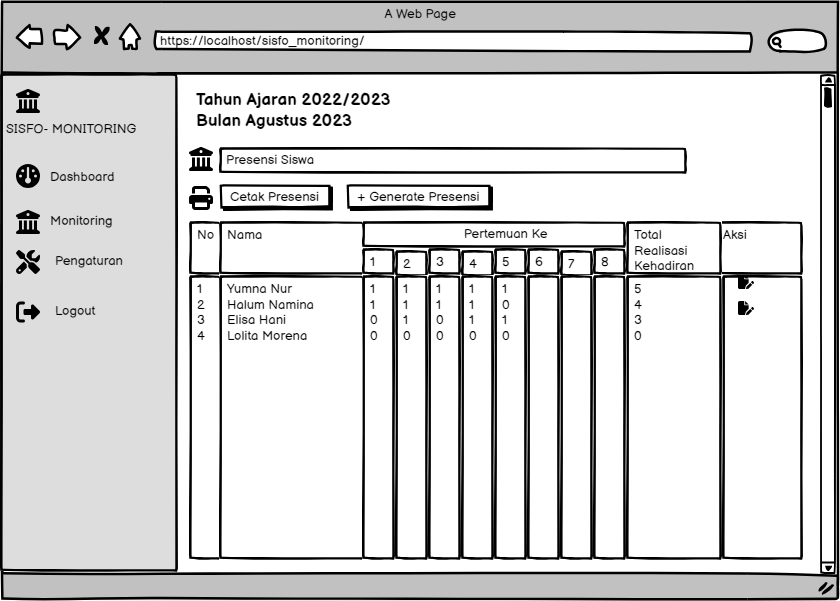 A Web Page
https://localhost/sisfo_monitoring/
SISFO- MONITORING
Dashboard
Monitoring
Pengaturan
Logout
Tahun Ajaran 2022/2023
Bulan Agustus 2023
Presensi Siswa
Cetak Presensi + Generate Presensi
No Nama Pertemuan Ke Total Realisasi Kehadiran Aksi
1 2 3 4 5 6 7 8
1 Yumna Nur 1 1 1 1 1 5
2 Halum Namina 1 1 1 1 0 4
3 Elisa Hani 0 1 0 1 1 3
4 Lolita Morena 0 0 0 0 0 0